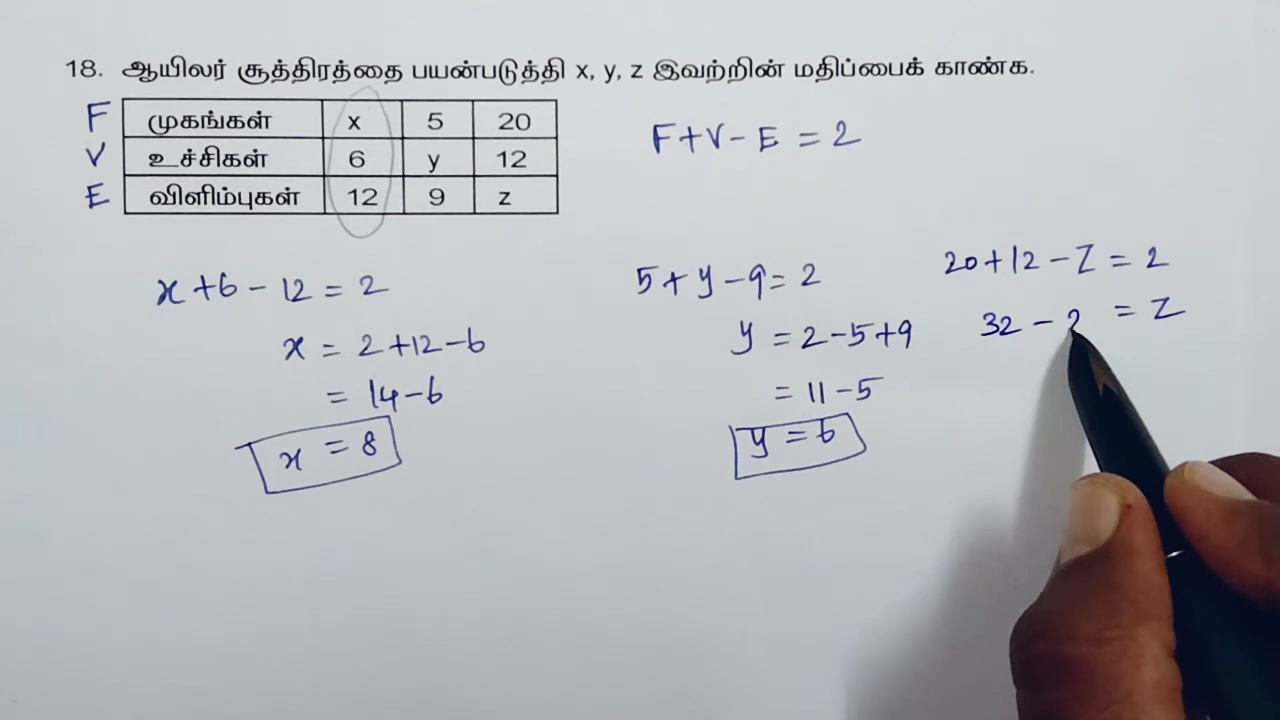 18. ஆயிலர் சூத்திரத்தை பயன்படுத்தி x, y, z இவற்றின் மதிப்பைக் காண்க.
F முகங்கள் x 5 20
V உச்சிகள் 6 y 12
E விளிம்புகள் 12 9 z
F+V-E = 2
x+6-12 = 2
x = 2+12-6
= 14-6
x = 8
5+y-9 = 2
y = 2-5+9
= 11-5
y = 6
20+12-Z = 2
32-2 = Z